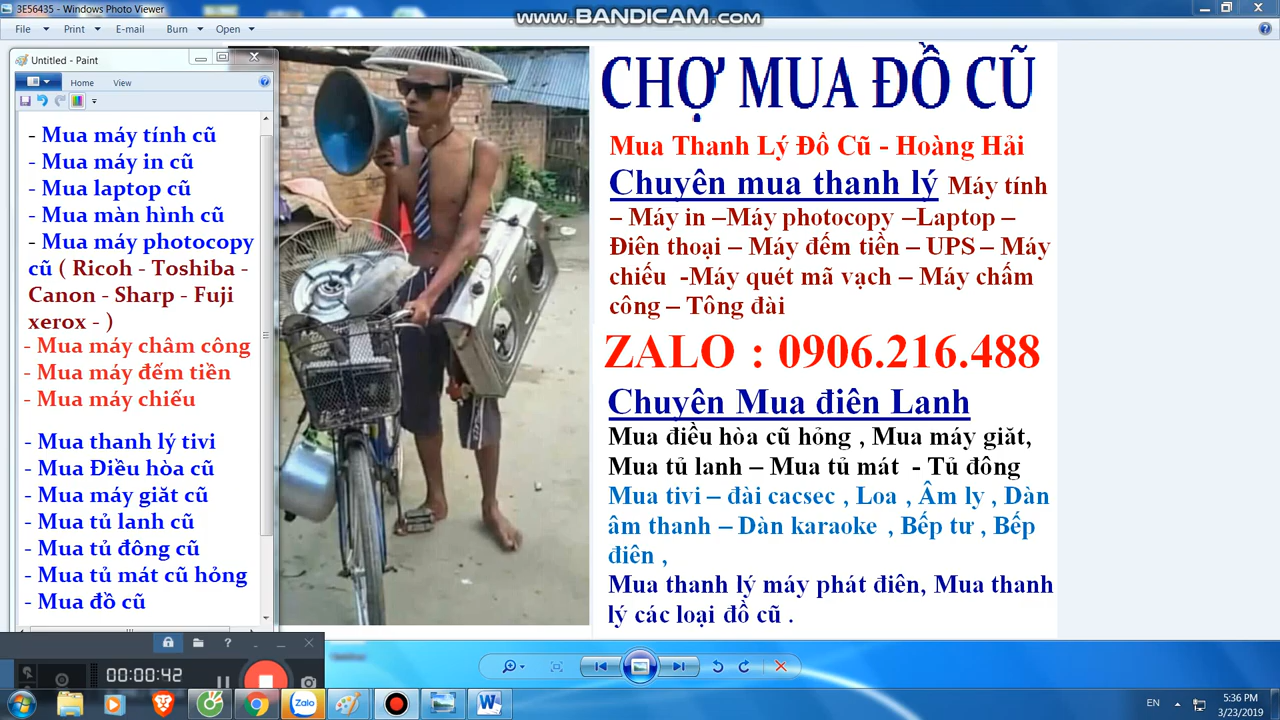 3E56435 - Windows Photo Viewer
www.BANDICAM.com
File Print E-mail Burn Open
Untitled - Paint
Home View
- Mua máy tính cũ
- Mua máy in cũ
- Mua laptop cũ
- Mua màn hình cũ
- Mua máy photocopy
cũ ( Ricoh - Toshiba -
Canon - Sharp - Fuji
xerox - )
- Mua máy châm công
- Mua máy đếm tiền
- Mua máy chiếu
- Mua thanh lý tivi
- Mua Điều hòa cũ
- Mua máy giăt cũ
- Mua tủ lanh cũ
- Mua tủ đông cũ
- Mua tủ mát cũ hỏng
- Mua đồ cũ
CHỢ MUA ĐỒ CŨ
Mua Thanh Lý Đồ Cũ - Hoàng Hải
Chuyên mua thanh lý Máy tính
– Máy in –Máy photocopy –Laptop –
Điên thoại – Máy đếm tiền – UPS – Máy
chiếu -Máy quét mã vạch – Máy chấm
công – Tông đài
ZALO : 0906.216.488
Chuyên Mua điên Lanh
Mua điều hòa cũ hỏng , Mua máy giăt,
Mua tủ lanh – Mua tủ mát - Tủ đông
Mua tivi – đài cacsec , Loa , Âm ly , Dàn
âm thanh – Dàn karaoke , Bếp tư , Bếp
điên ,
Mua thanh lý máy phát điên, Mua thanh
lý các loại đồ cũ .
00:00:42
Zalo
EN
5:36 PM
3/23/2019